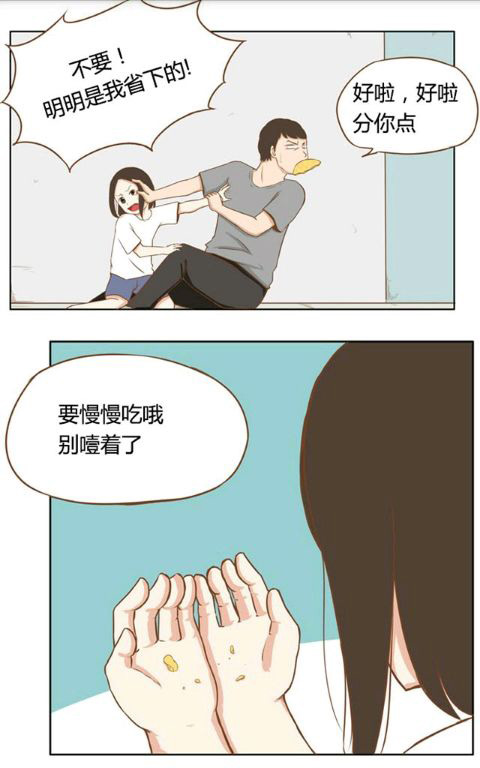 不要！
明明是我省下的!
好啦，好啦
分你点
要慢慢吃哦
别噎着了